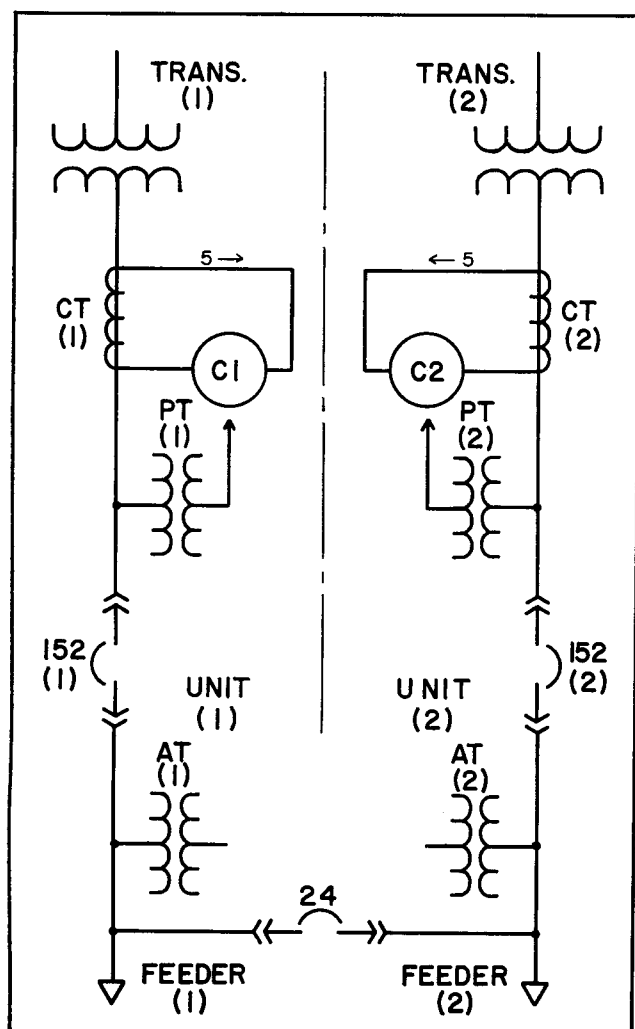 TRANS.
(1)
TRANS.
(2)
5→
←5
CT
(1)
CT
(2)
C1
C2
PT
(1)
PT
(2)
152
(1)
152
(2)
UNIT
(1)
UNIT
(2)
AT
(1)
AT
(2)
24
FEEDER
(1)
FEEDER
(2)